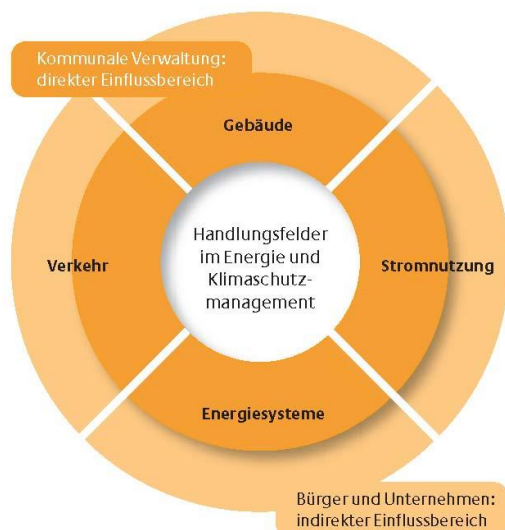 Kommunale Verwaltung:
direkter Einflussbereich
Gebäude
Handlungsfelder
im Energie und
Klimaschutz-
management
Verkehr
Stromnutzung
Energiesysteme
Bürger und Unternehmen:
indirekter Einflussbereich